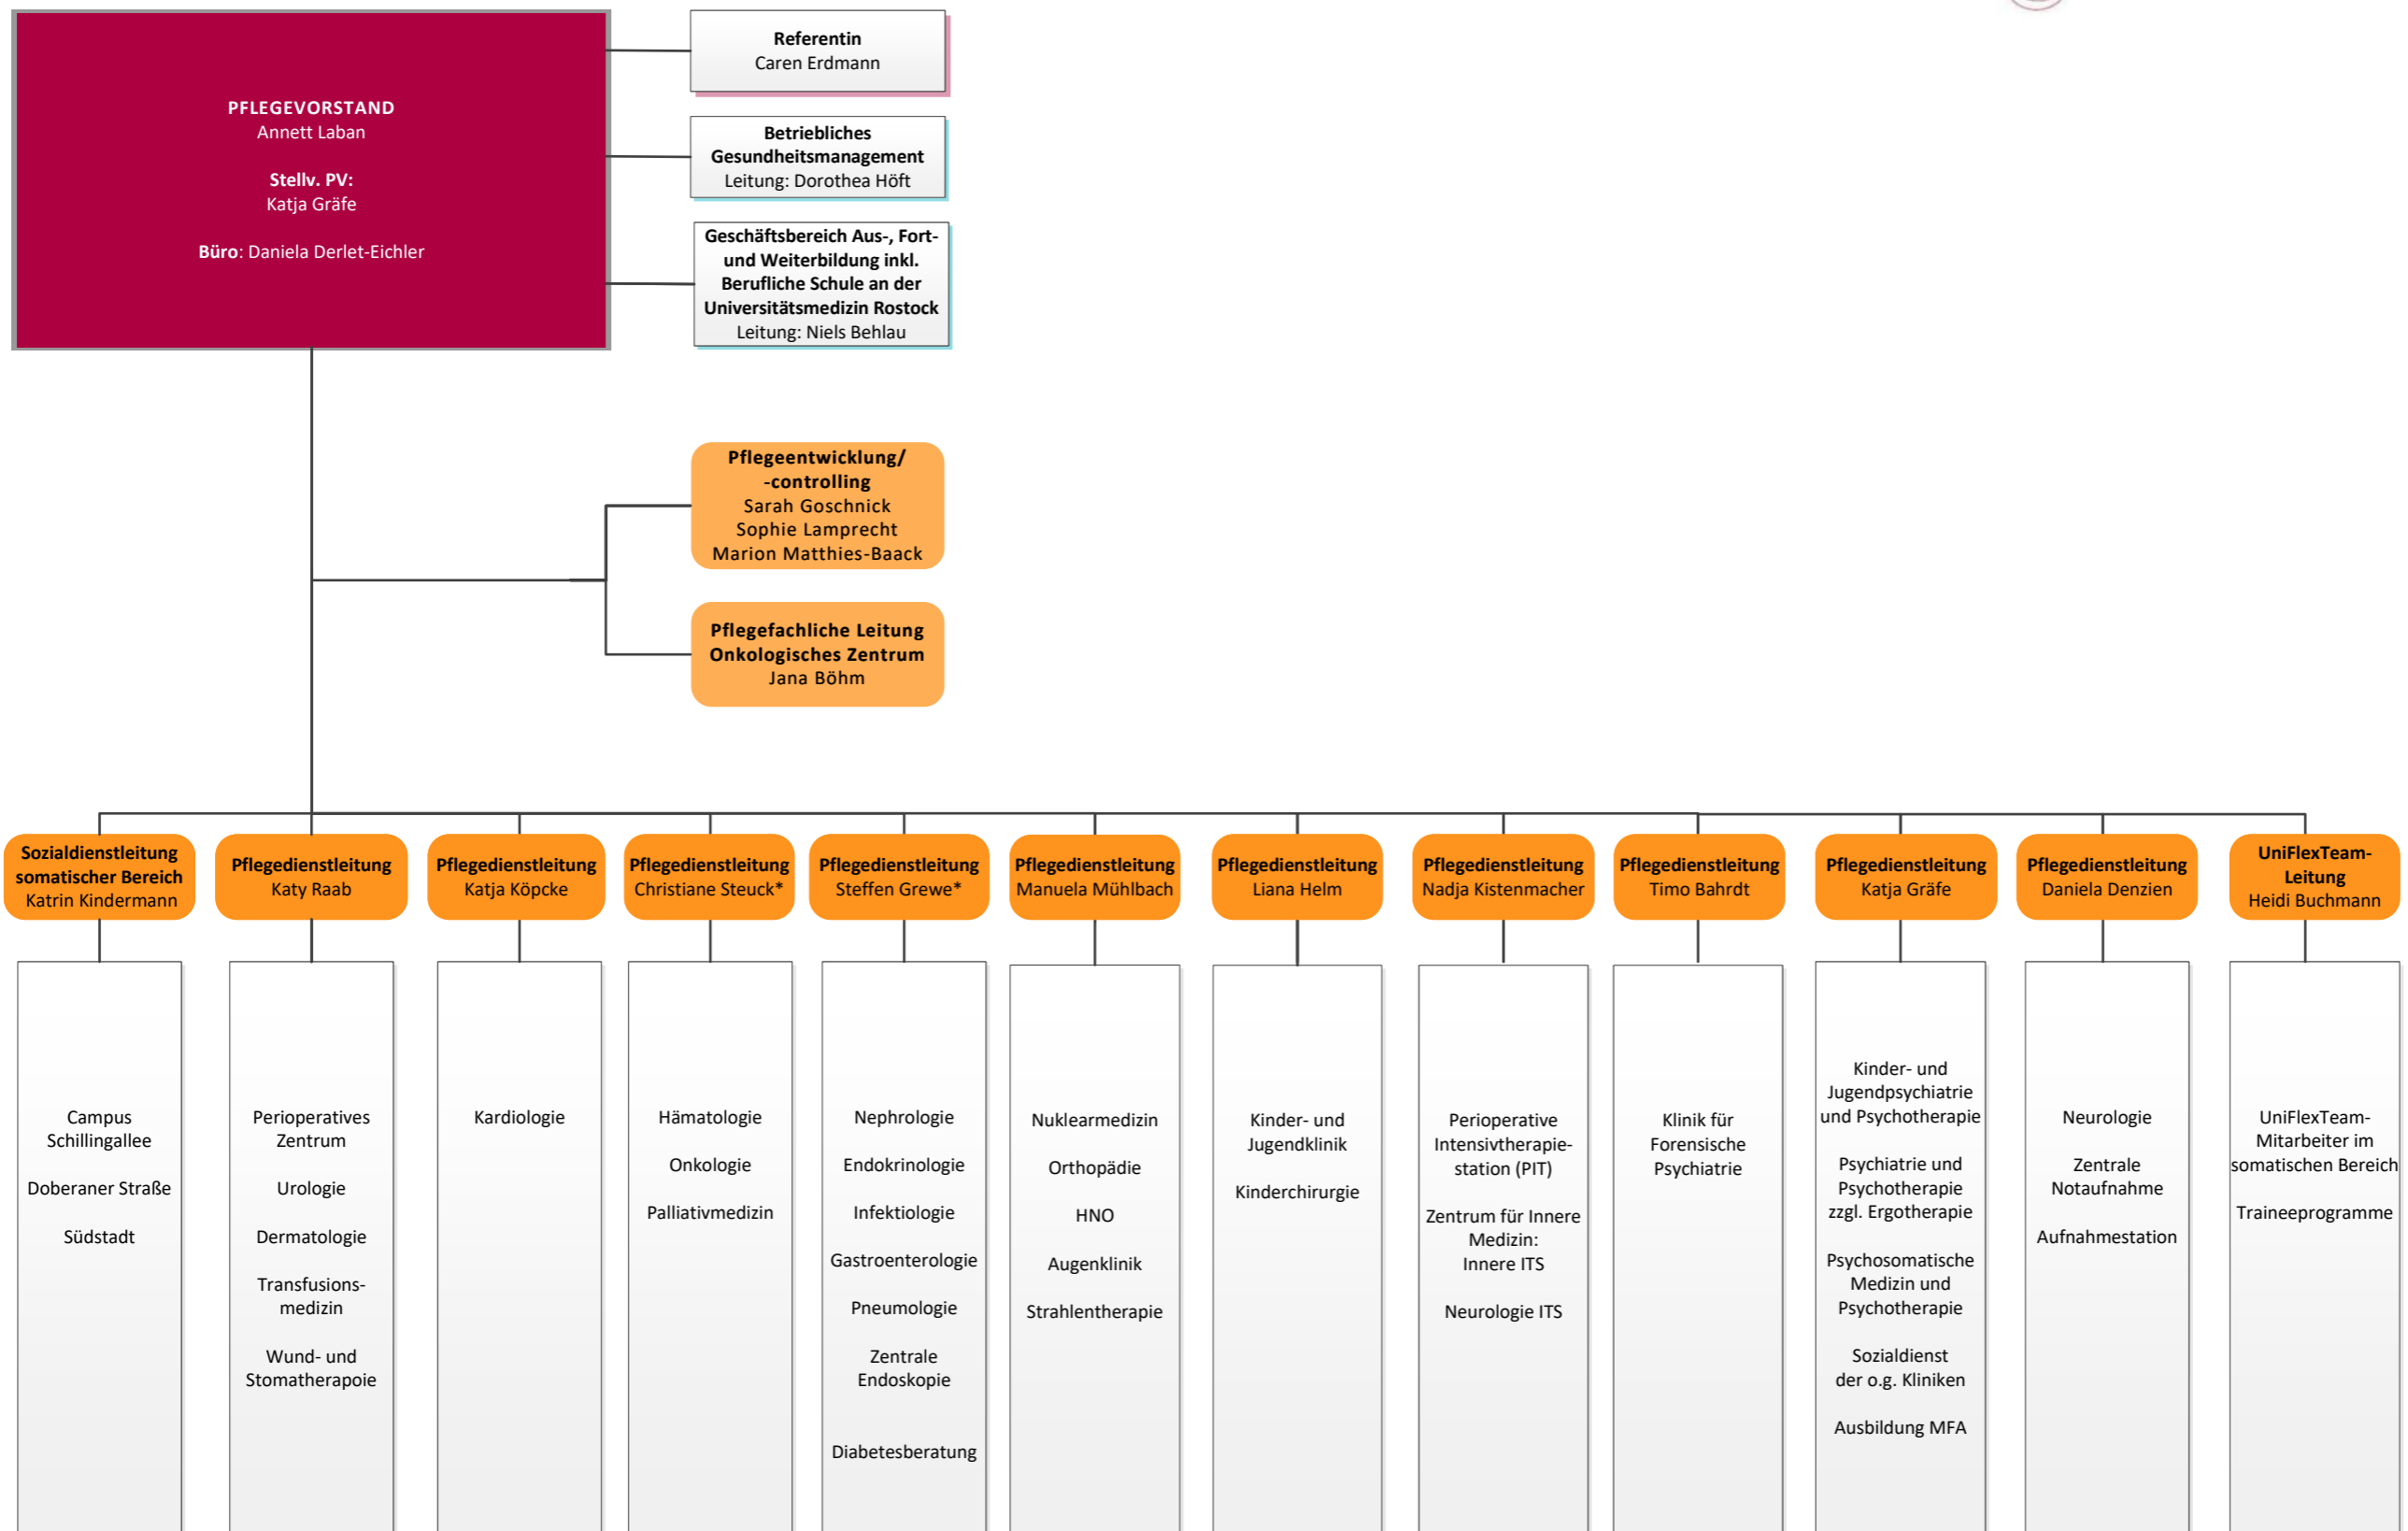 PFLEGEVORSTAND
Annett Laban
Stellv. PV:
Katja Gräfe
Büro: Daniela Derlet-Eichler
Referentin
Caren Erdmann
Betriebliches
Gesundheitsmanagement
Leitung: Dorothea Höft
Geschäftsbereich Aus-, Fort-
und Weiterbildung inkl.
Berufliche Schule an der
Universitätsmedizin Rostock
Leitung: Niels Behlau
Pflegeentwicklung/
-controlling
Sarah Goschnick
Sophie Lamprecht
Marion Matthies-Baack
Pflegefachliche Leitung
Onkologisches Zentrum
Jana Böhm
Sozialdienstleitung
somatischer Bereich
Katrin Kindermann
Campus
Schillingallee
Doberaner Straße
Südstadt
Pflegedienstleitung
Katy Raab
Perioperatives
Zentrum
Urologie
Dermatologie
Transfusions-
medizin
Wund- und
Stomatherapoie
Pflegedienstleitung
Katja Köpcke
Kardiologie
Pflegedienstleitung
Christiane Steuck*
Hämatologie
Onkologie
Palliativmedizin
Pflegedienstleitung
Steffen Grewe*
Nephrologie
Endokrinologie
Infektiologie
Gastroenterologie
Pneumologie
Zentrale
Endoskopie
Diabetesberatung
Pflegedienstleitung
Manuela Mühlbach
Nuklearmedizin
Orthopädie
HNO
Augenklinik
Strahlentherapie
Pflegedienstleitung
Liana Helm
Kinder- und
Jugendklinik
Kinderchirurgie
Pflegedienstleitung
Nadja Kistenmacher
Perioperative
Intensivtherapie-
station (PIT)
Zentrum für Innere
Medizin:
Innere ITS
Neurologie ITS
Pflegedienstleitung
Timo Bahrdt
Klinik für
Forensische
Psychiatrie
Pflegedienstleitung
Katja Gräfe
Kinder- und
Jugendpsychiatrie
und Psychotherapie
Psychiatrie und
Psychotherapie
zzgl. Ergotherapie
Psychosomatische
Medizin und
Psychotherapie
Sozialdienst
der o.g. Kliniken
Ausbildung MFA
Pflegedienstleitung
Daniela Denzien
Neurologie
Zentrale
Notaufnahme
Aufnahmestation
UniFlexTeam-
Leitung
Heidi Buchmann
UniFlexTeam-
Mitarbeiter im
somatischen Bereich
Traineeprogramme